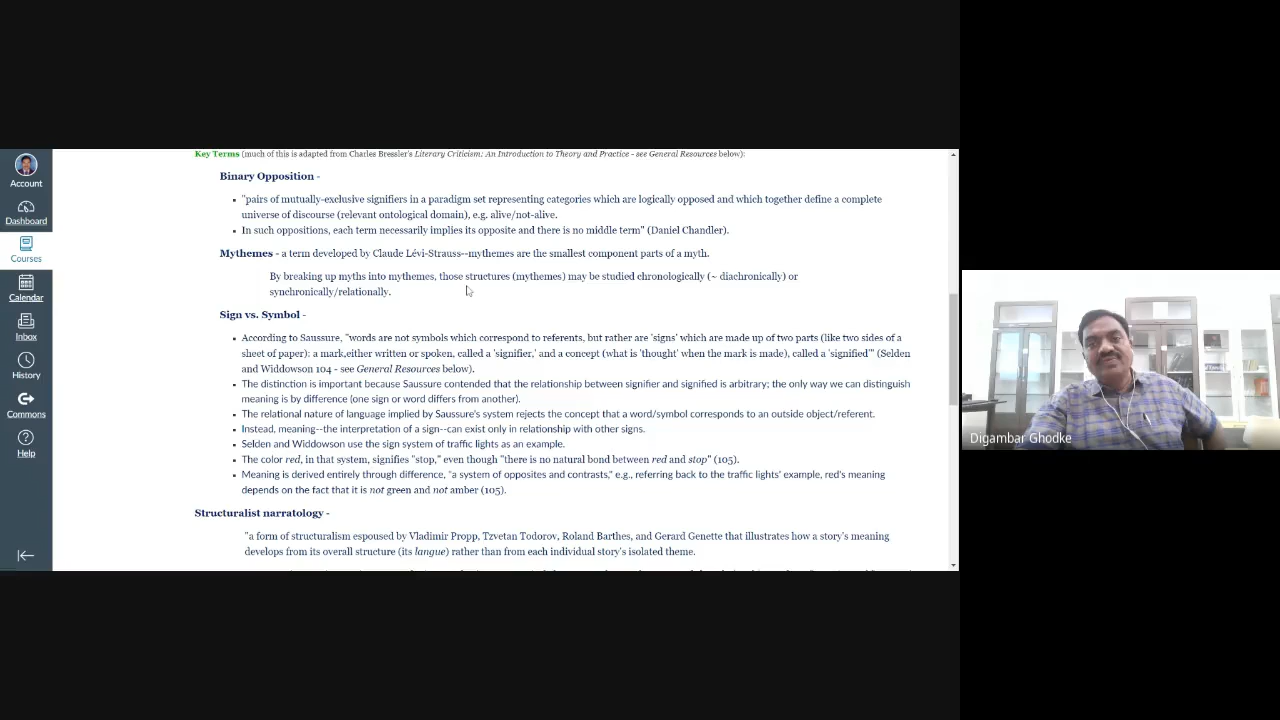 Key Terms (much of this is adapted from Charles Bressler's Literary Criticism: An Introduction to Theory and Practice - see General Resources below):
Account
Dashboard
Courses
Calendar
Inbox
History
Commons
Help
Binary Opposition -
"pairs of mutually-exclusive signifiers in a paradigm set representing categories which are logically opposed and which together define a complete
universe of discourse (relevant ontological domain), e.g. alive/not-alive.
In such oppositions, each term necessarily implies its opposite and there is no middle term" (Daniel Chandler).
Mythemes - a term developed by Claude Lévi-Strauss--mythemes are the smallest component parts of a myth.
By breaking up myths into mythemes, those structures (mythemes) may be studied chronologically (~ diachronically) or
synchronically/relationally.
Sign vs. Symbol -
According to Saussure, "words are not symbols which correspond to referents, but rather are 'signs' which are made up of two parts (like two sides of a
sheet of paper): a mark,either written or spoken, called a 'signifier,' and a concept (what is 'thought' when the mark is made), called a 'signified'" (Selden
and Widdowson 104 - see General Resources below).
The distinction is important because Saussure contended that the relationship between signifier and signified is arbitrary; the only way we can distinguish
meaning is by difference (one sign or word differs from another).
The relational nature of language implied by Saussure's system rejects the concept that a word/symbol corresponds to an outside object/referent.
Instead, meaning--the interpretation of a sign--can exist only in relationship with other signs.
Selden and Widdowson use the sign system of traffic lights as an example.
The color red, in that system, signifies "stop," even though "there is no natural bond between red and stop" (105).
Meaning is derived entirely through difference, "a system of opposites and contrasts," e.g., referring back to the traffic lights' example, red's meaning
depends on the fact that it is not green and not amber (105).
Structuralist narratology -
"a form of structuralism espoused by Vladimir Propp, Tzvetan Todorov, Roland Barthes, and Gerard Genette that illustrates how a story's meaning
develops from its overall structure (its langue) rather than from each individual story's isolated theme.
Digambar Ghodke